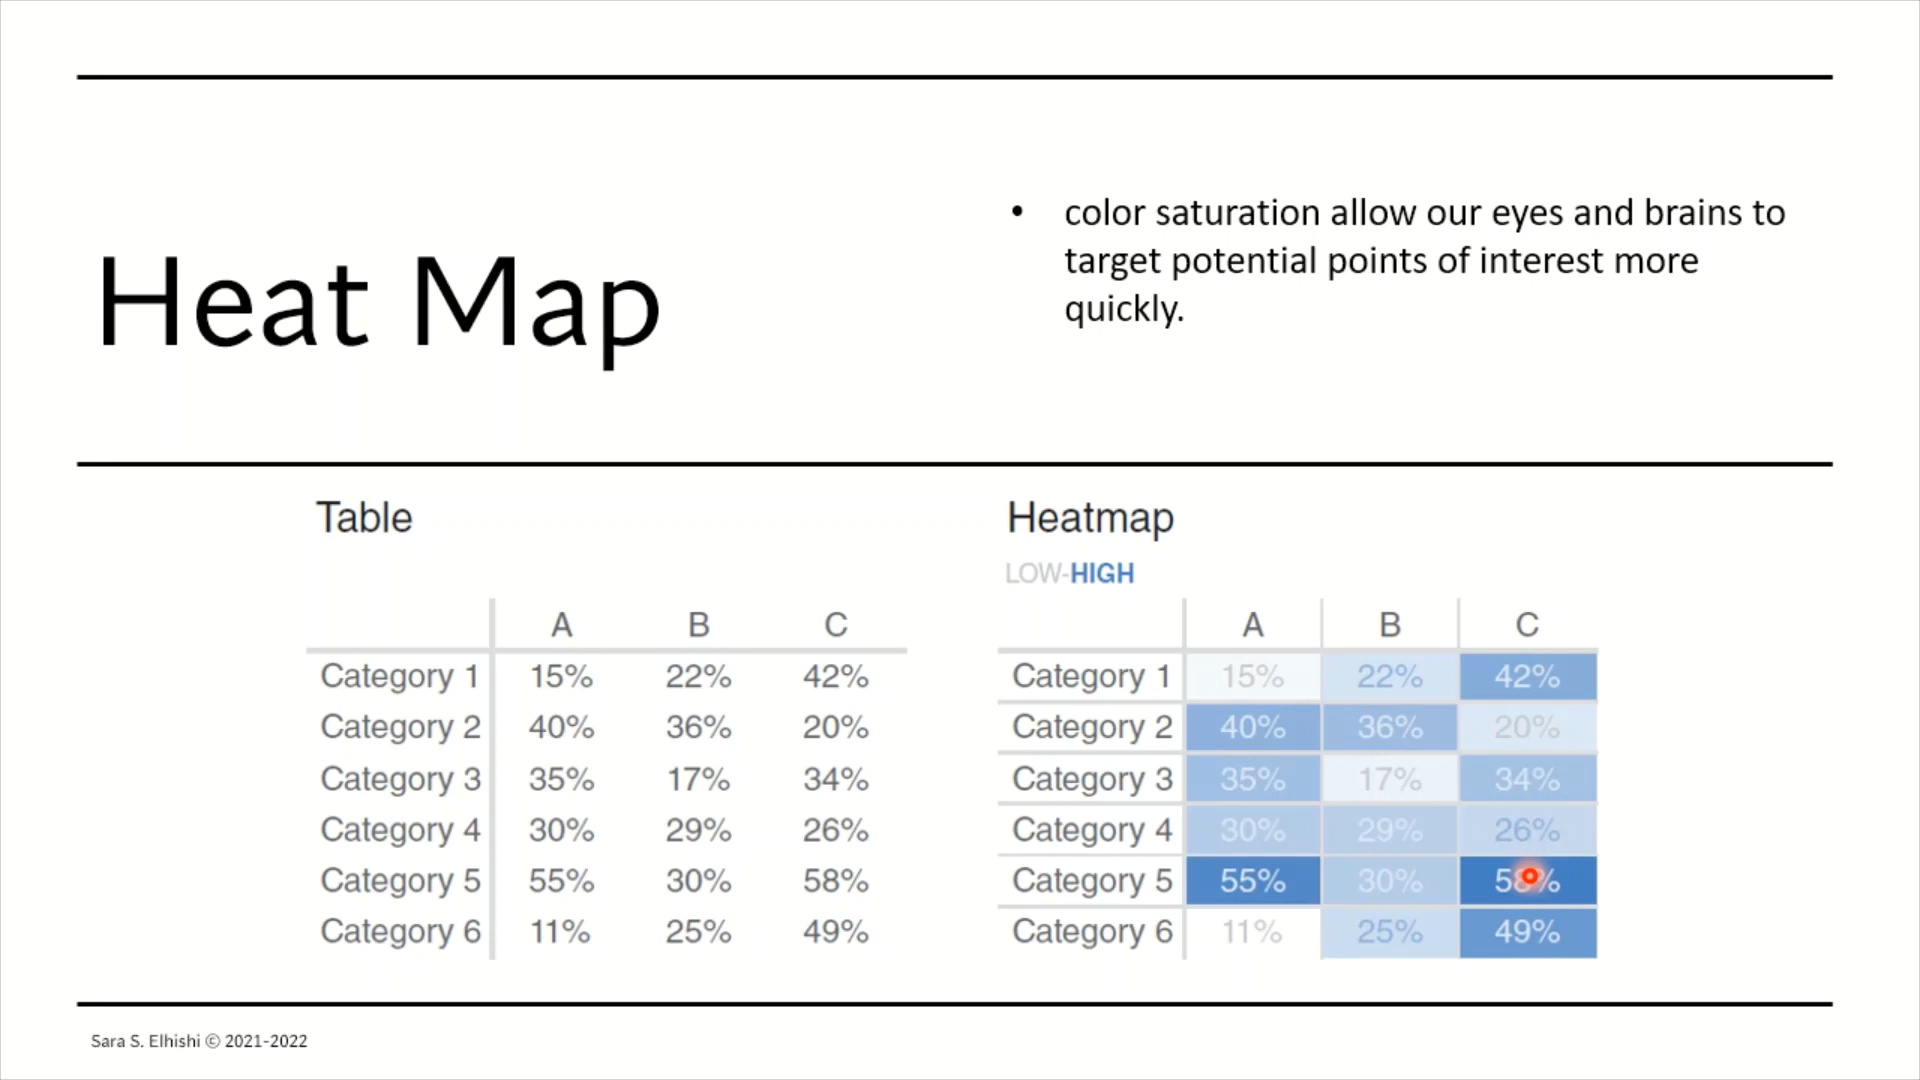 Heat Map
• color saturation allow our eyes and brains to
target potential points of interest more
quickly.
Table
A B C
Category 1 15% 22% 42%
Category 2 40% 36% 20%
Category 3 35% 17% 34%
Category 4 30% 29% 26%
Category 5 55% 30% 58%
Category 6 11% 25% 49%
Heatmap
LOW-HIGH
A B C
Category 1 15% 22% 42%
Category 2 40% 36% 20%
Category 3 35% 17% 34%
Category 4 30% 29% 26%
Category 5 55% 30% 58%
Category 6 11% 25% 49%
Sara S. Elhishi © 2021-2022